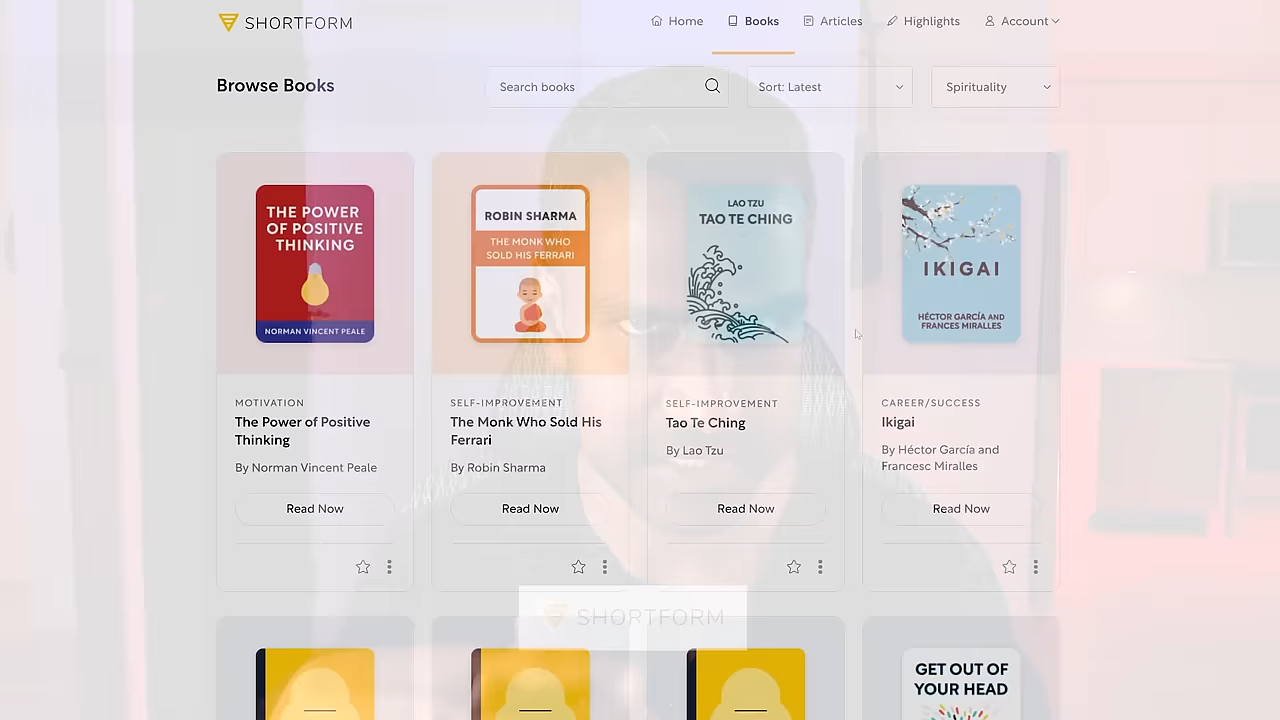 SHORTFORM
Home
Books
Articles
Highlights
Account
Browse Books
Search books
Sort: Latest
Spirituality
THE POWER
OF POSITIVE
THINKING
NORMAN VINCENT PEALE
ROBIN SHARMA
THE MONK WHO
SOLD HIS FERRARI
LAO TZU
TAO TE CHING
IKIGAI
HÉCTOR GARCÍA AND
FRANCES MIRALLES
MOTIVATION
The Power of Positive
Thinking
By Norman Vincent Peale
Read Now
SELF-IMPROVEMENT
The Monk Who Sold His
Ferrari
By Robin Sharma
Read Now
SELF-IMPROVEMENT
Tao Te Ching
By Lao Tzu
Read Now
CAREER/SUCCESS
Ikigai
By Héctor García and
Francesc Miralles
Read Now
SHORTFORM
GET OUT OF
YOUR HEAD